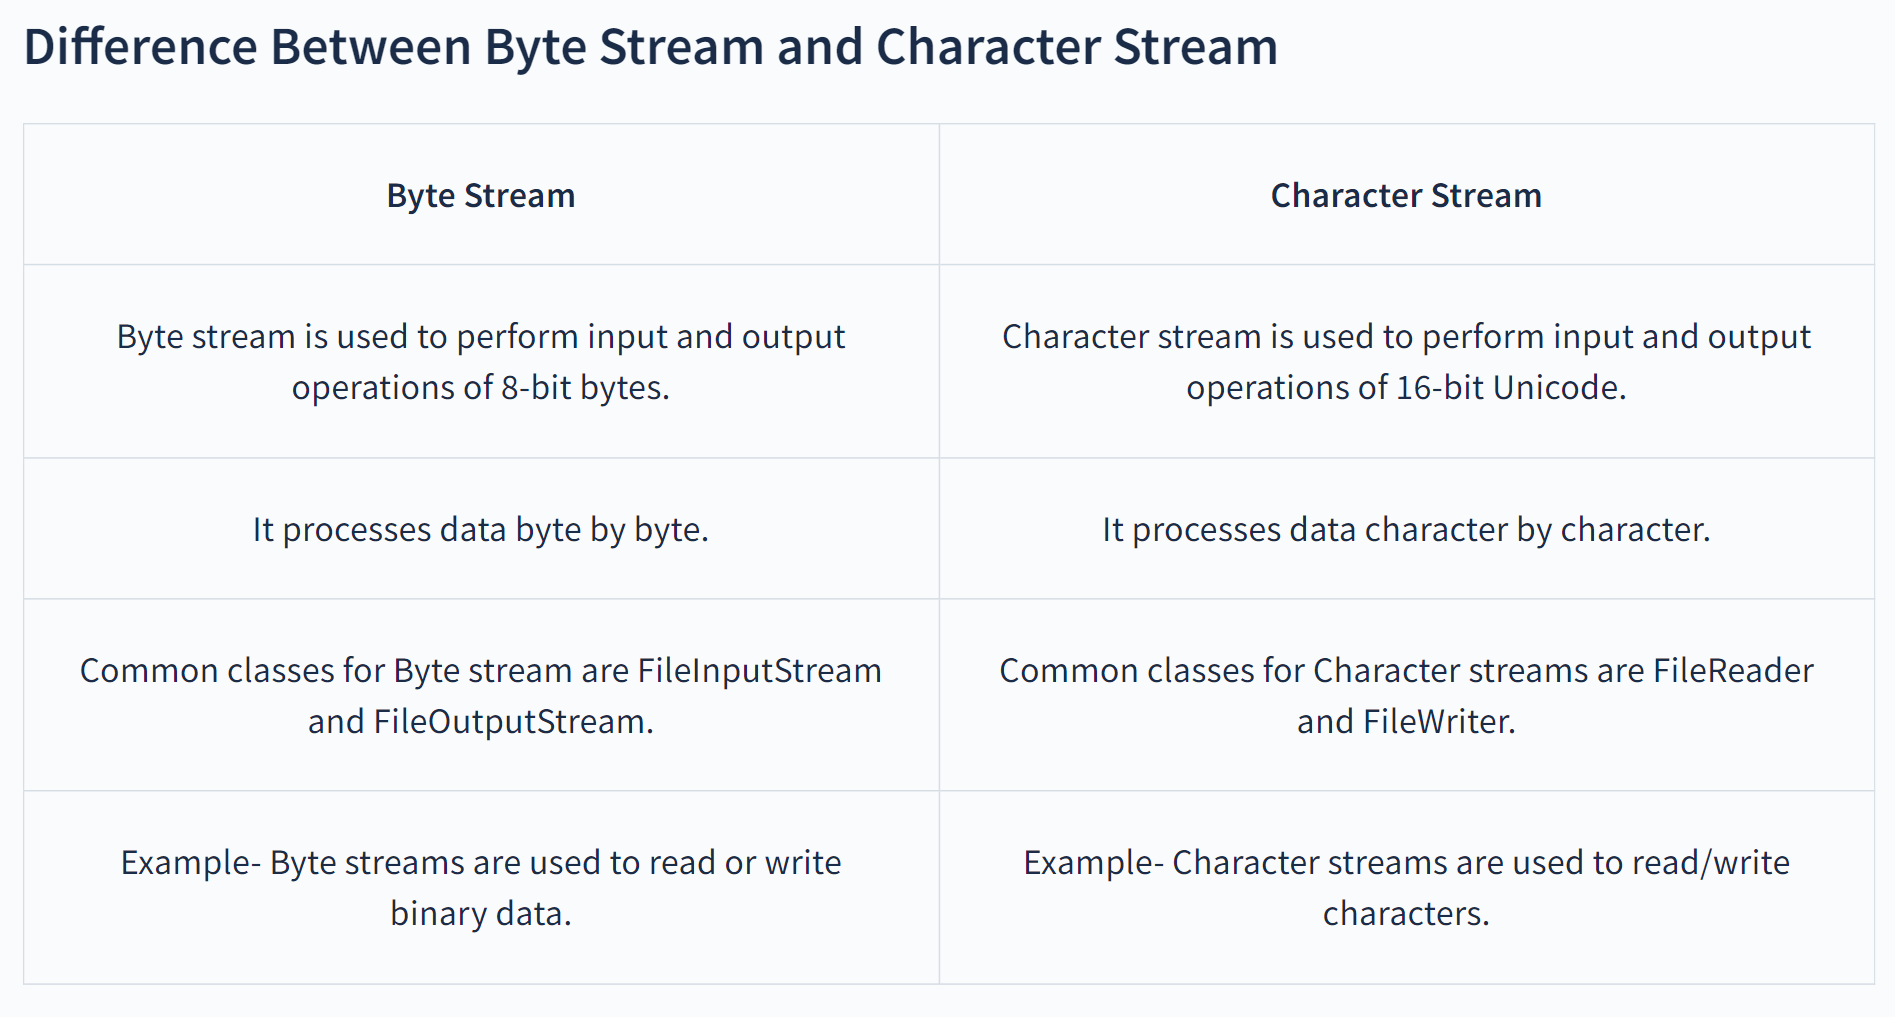 Difference Between Byte Stream and Character Stream
Byte Stream
Character Stream
Byte stream is used to perform input and output
operations of 8-bit bytes.
Character stream is used to perform input and output
operations of 16-bit Unicode.
It processes data byte by byte.
It processes data character by character.
Common classes for Byte stream are FileInputStream
and FileOutputStream.
Common classes for Character streams are FileReader
and FileWriter.
Example- Byte streams are used to read or write
binary data.
Example- Character streams are used to read/write
characters.